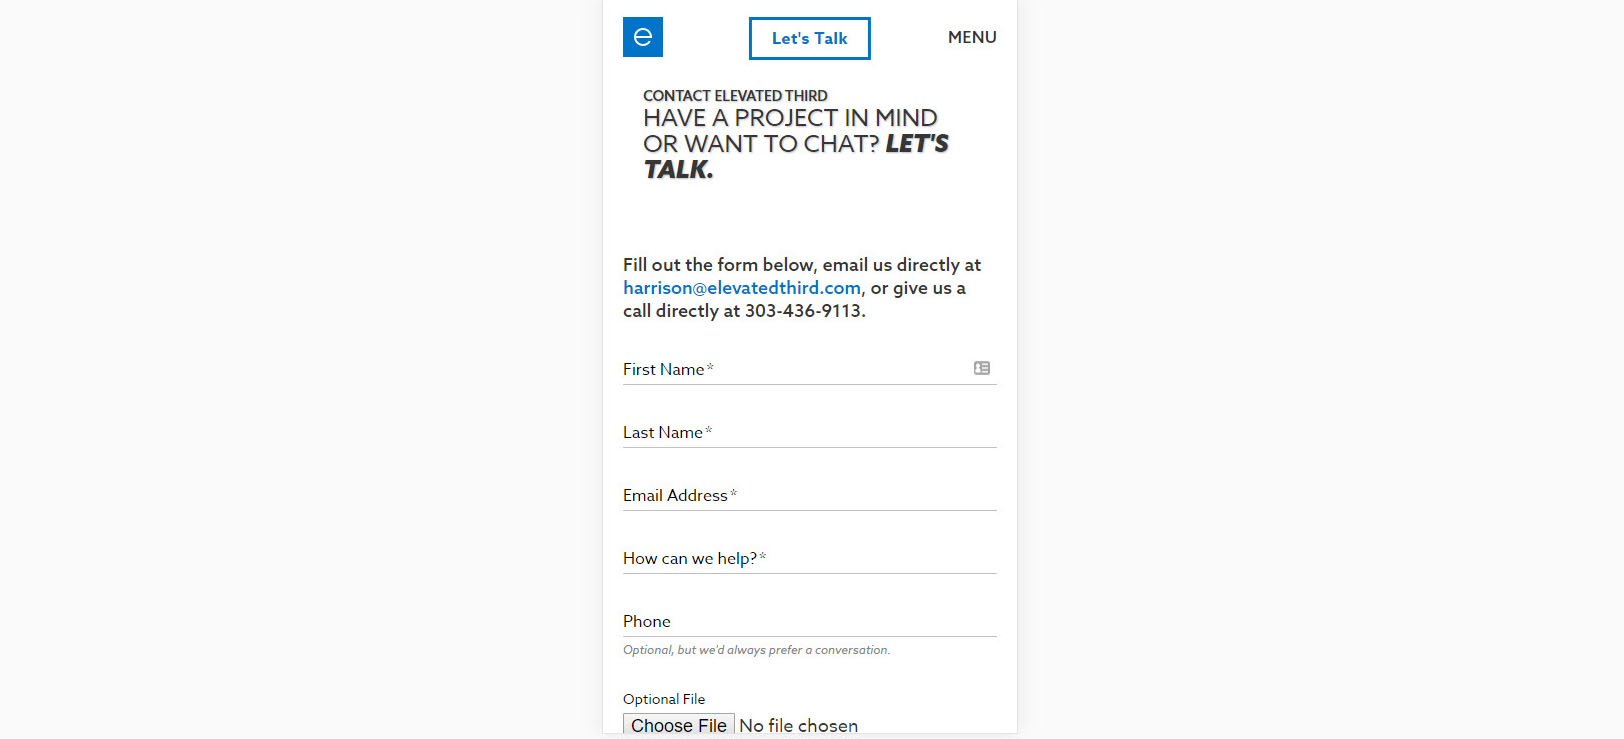 e
Let's Talk
MENU
CONTACT ELEVATED THIRD
HAVE A PROJECT IN MIND
OR WANT TO CHAT? LET'S
TALK.
Fill out the form below, email us directly at
harrison@elevatedthird.com, or give us a
call directly at 303-436-9113.
First Name*
Last Name*
Email Address*
How can we help?*
Phone
Optional, but we'd always prefer a conversation.
Optional File
Choose File No file chosen